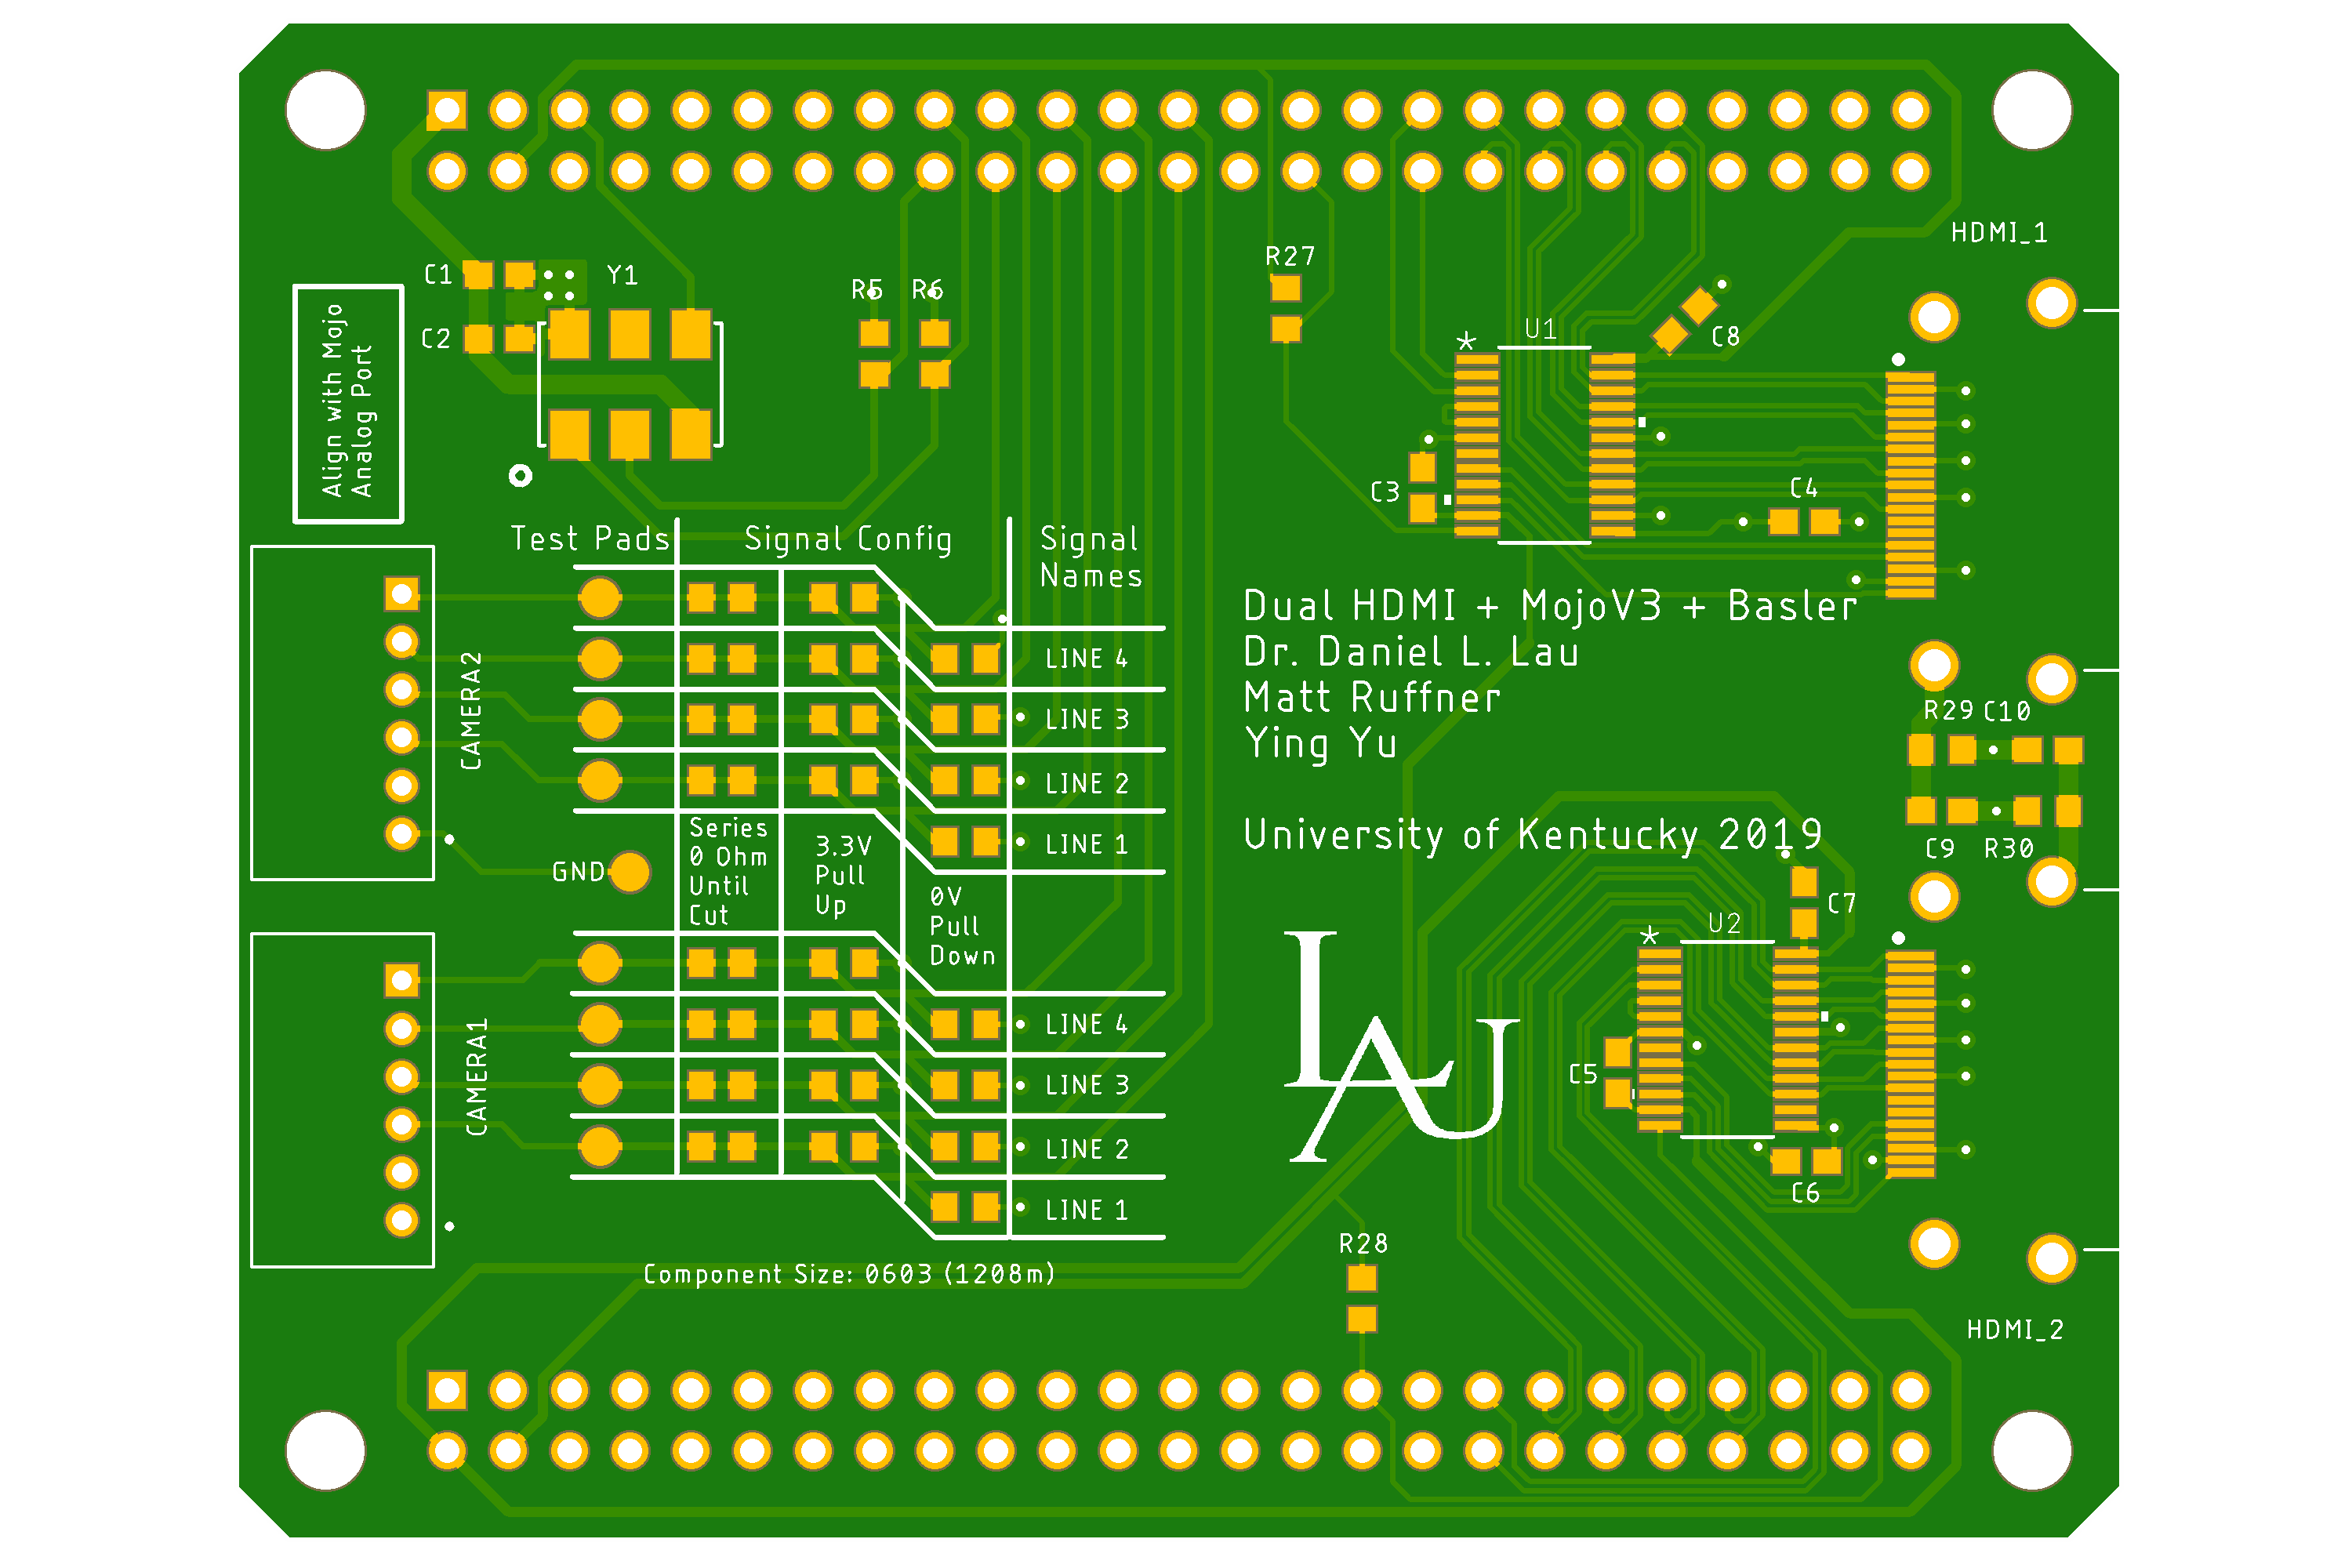 HDMI_1
R27
C1
Y1
R5
R6
C2
U1
C8
*
Align with Mojo
Analog Port
C3
C4
Test Pads
Signal Config
Signal
Names
Dual HDMI + MojoV3 + Basler
Dr. Daniel L. Lau
Matt Ruffner
Ying Yu
University of Kentucky 2019
CAMERA2
LINE 4
LINE 3
LINE 2
LINE 1
R29 C10
C9 R30
GND
Series
0 Ohm
Until
Cut
3.3V
Pull
Up
0V
Pull
Down
C7
U2
*
LAU
CAMERA1
LINE 4
LINE 3
LINE 2
LINE 1
C5
C6
R28
Component Size: 0603 (1208m)
HDMI_2